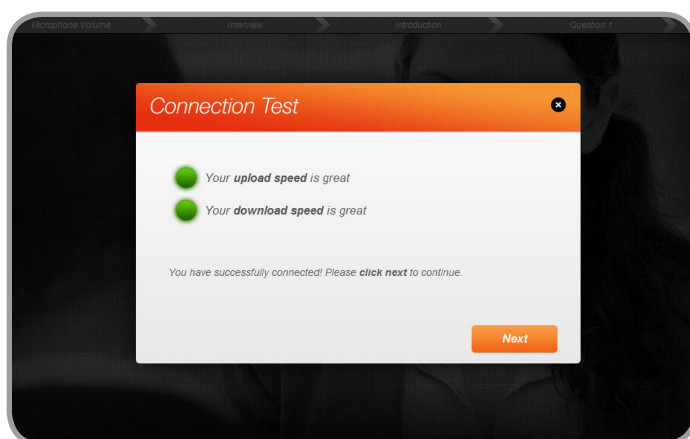 Microphone Volume Interview Introduction Question 1
Connection Test
Your upload speed is great
Your download speed is great
You have successfully connected! Please click next to continue.
Next